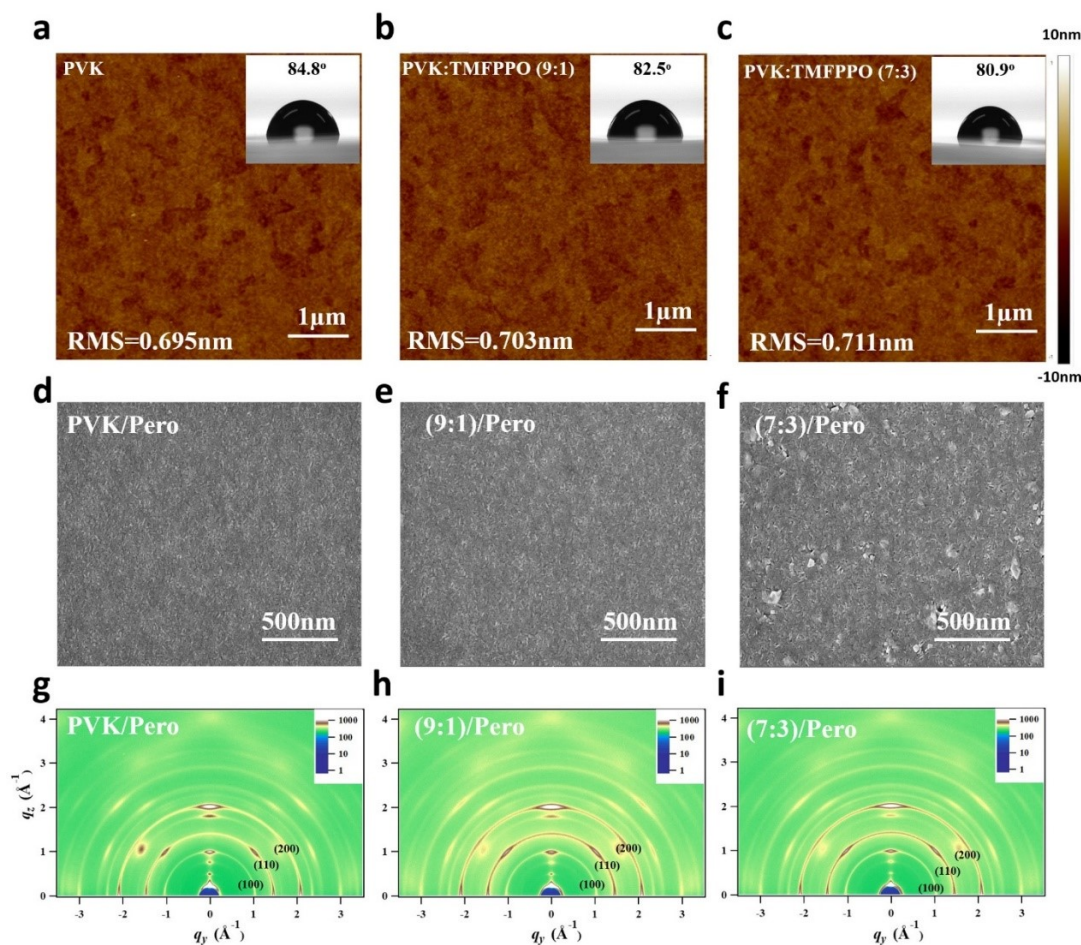 a
PVK
84.8°
RMS=0.695nm
1μm
b
PVK:TMFPPO (9:1)
82.5°
RMS=0.703nm
1μm
c
PVK:TMFPPO (7:3)
80.9°
RMS=0.711nm
1μm
10nm
-10nm
d
PVK/Pero
500nm
e
(9:1)/Pero
500nm
f
(7:3)/Pero
500nm
g
PVK/Pero
1000
100
10
1
(200)
(110)
(100)
4
3
2
1
0
qz (Å-1)
-3 -2 -1 0 1 2 3
qy (Å-1)
h
(9:1)/Pero
1000
100
10
1
(200)
(110)
(100)
-3 -2 -1 0 1 2 3
qy (Å-1)
i
(7:3)/Pero
1000
100
10
1
(200)
(110)
(100)
-3 -2 -1 0 1 2 3
qy (Å-1)